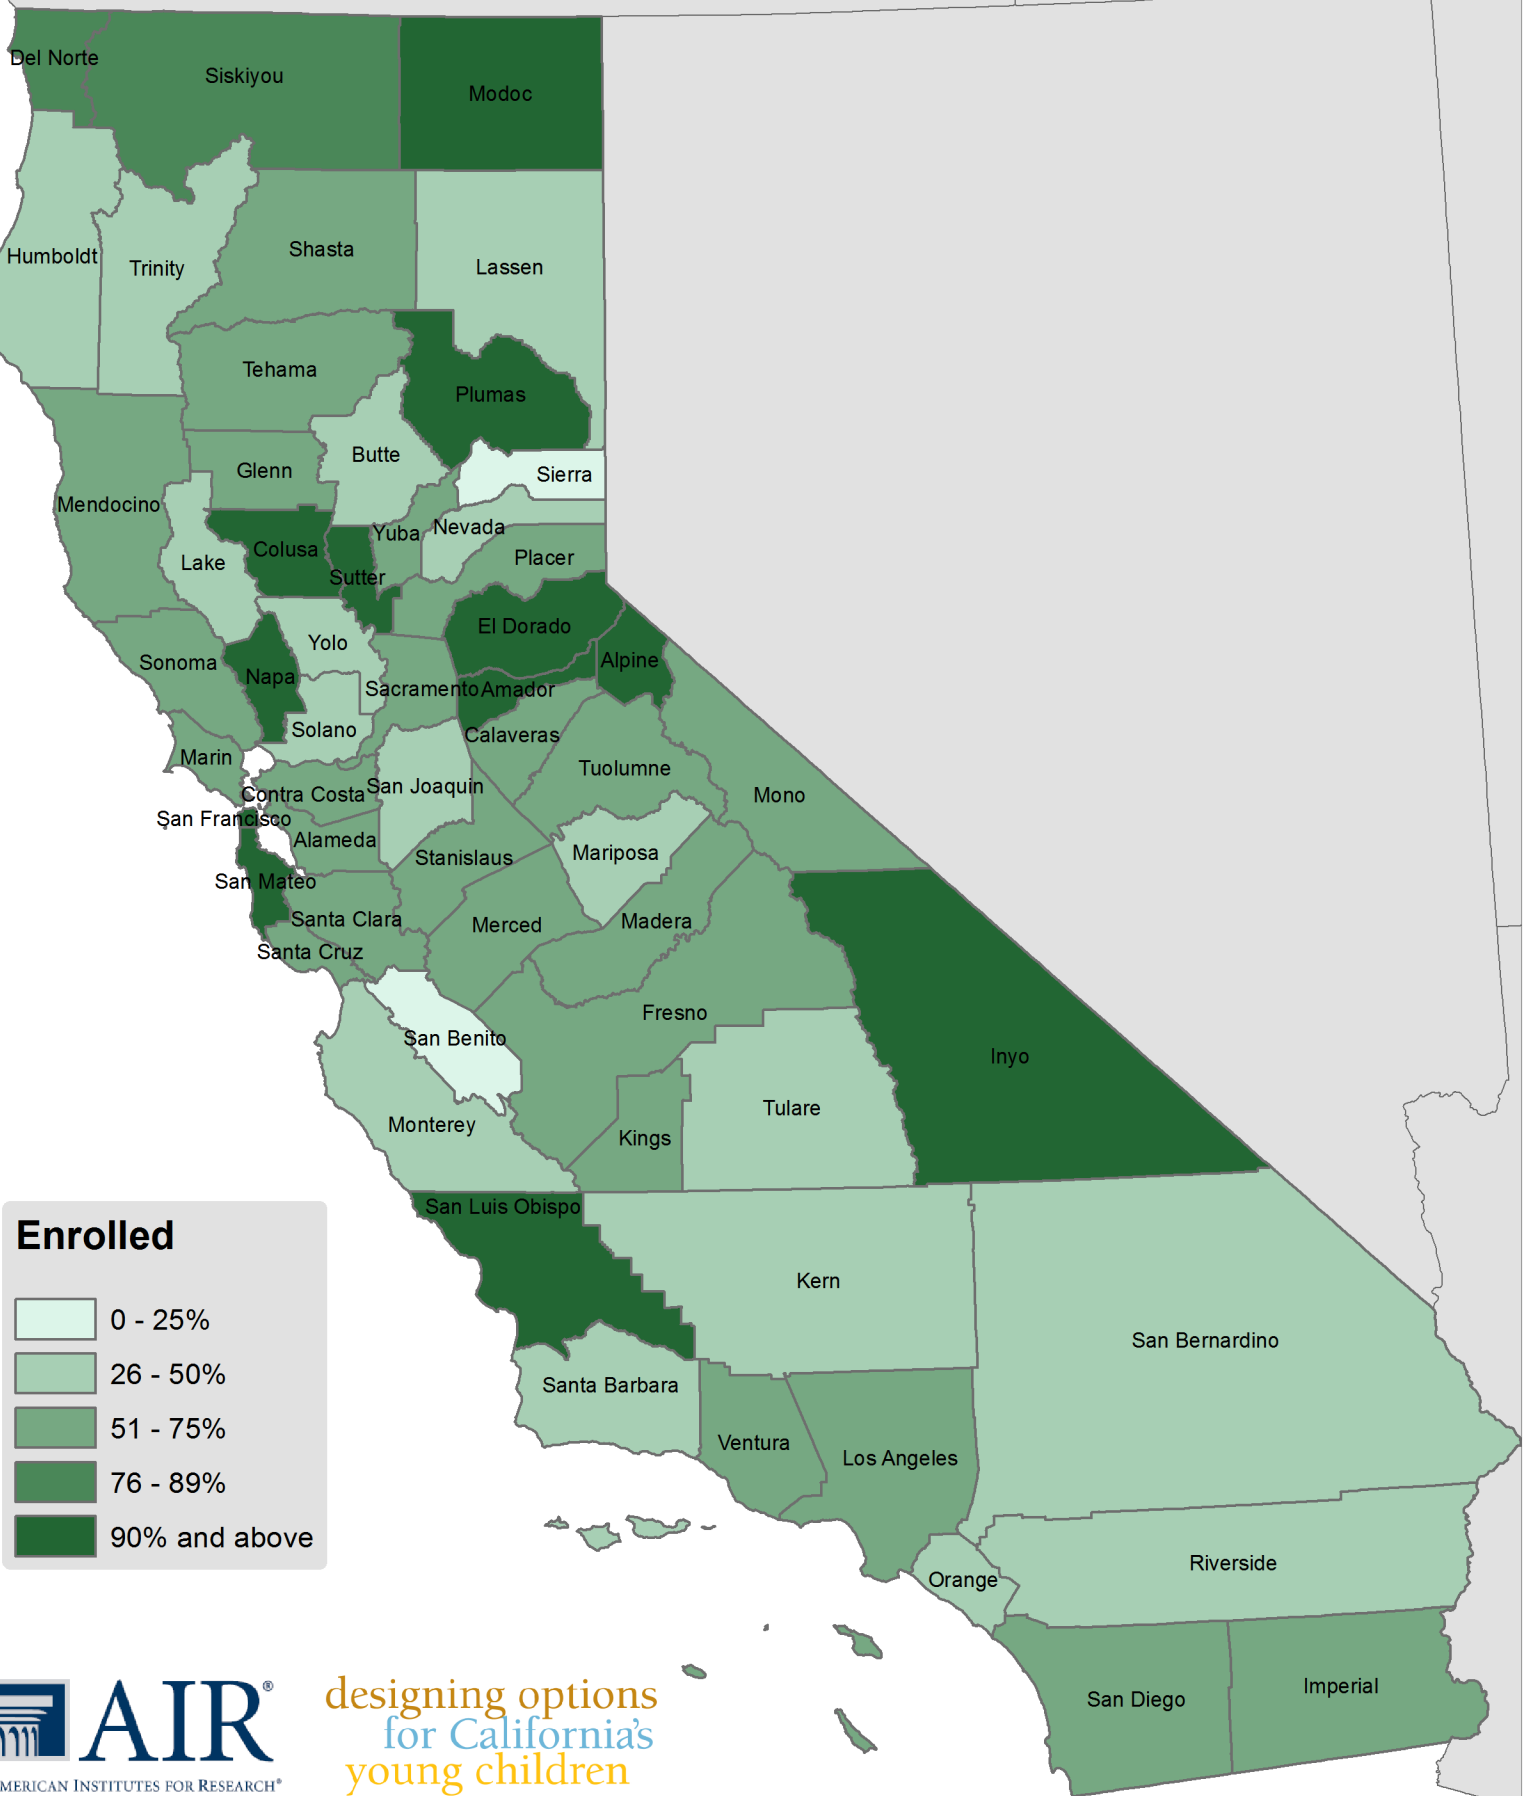 Del Norte
Siskiyou
Modoc
Humboldt
Trinity
Shasta
Lassen
Tehama
Plumas
Butte
Glenn
Sierra
Mendocino
Nevada
Yuba
Colusa
Placer
Lake
Sutter
El Dorado
Yolo
Alpine
Sonoma
Napa
Sacramento
Amador
Solano
Calaveras
Marin
Tuolumne
San Joaquin
Contra Costa
Mono
San Francisco
Alameda
Mariposa
Stanislaus
San Mateo
Santa Clara
Madera
Merced
Santa Cruz
Fresno
San Benito
Inyo
Tulare
Monterey
Kings
San Luis Obispo
Enrolled
0 - 25%
26 - 50%
51 - 75%
76 - 89%
90% and above
Kern
San Bernardino
Santa Barbara
Ventura
Los Angeles
Riverside
Orange
Imperial
San Diego
AIR®
MERICAN INSTITUTES FOR RESEARCH®
designing options
for California's
young children